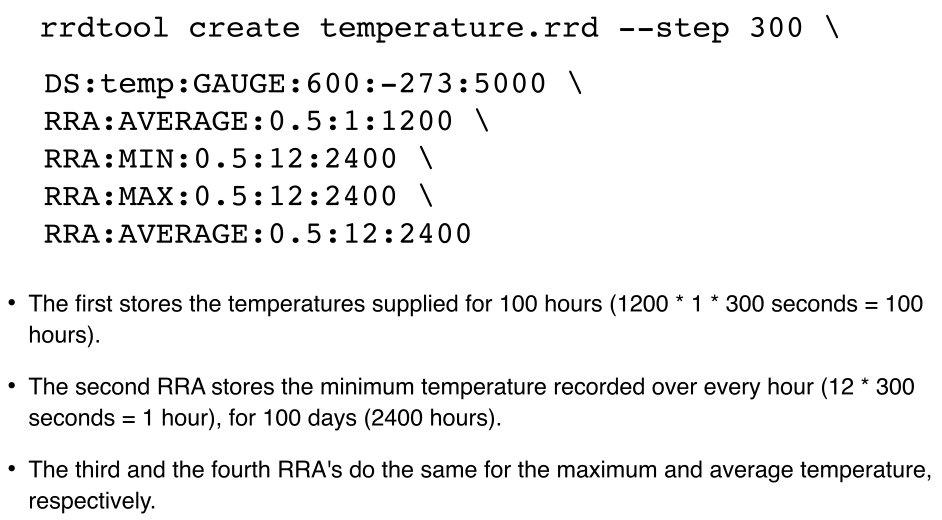 rrdtool create temperature.rrd --step 300 \
DS:temp:GAUGE:600:-273:5000 \
RRA:AVERAGE:0.5:1:1200 \
RRA:MIN:0.5:12:2400 \
RRA:MAX:0.5:12:2400 \
RRA:AVERAGE:0.5:12:2400
• The first stores the temperatures supplied for 100 hours (1200 * 1 * 300 seconds = 100
hours).
• The second RRA stores the minimum temperature recorded over every hour (12 * 300
seconds = 1 hour), for 100 days (2400 hours).
• The third and the fourth RRA's do the same for the maximum and average temperature,
respectively.